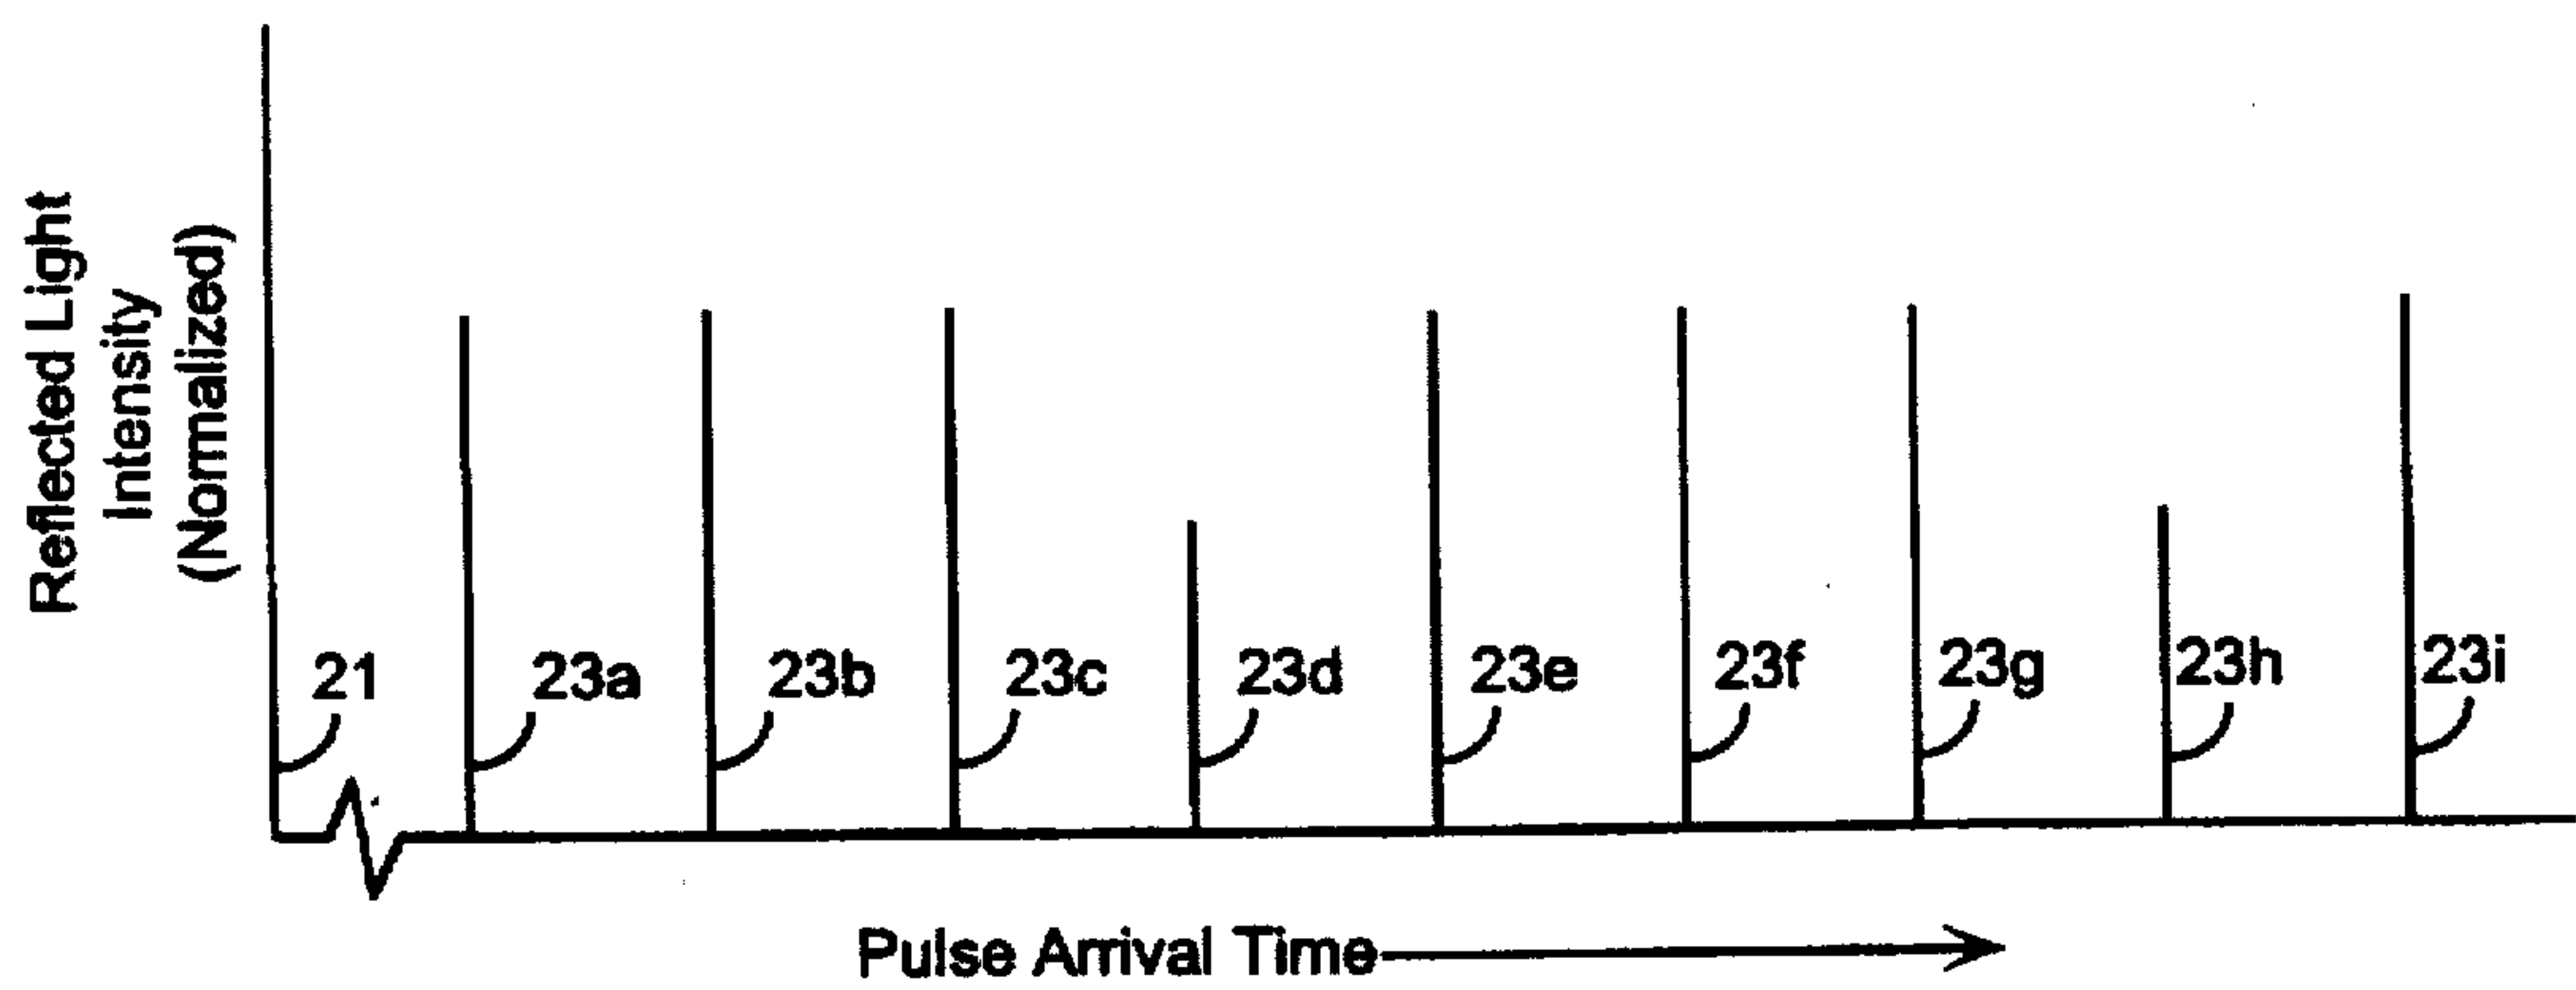 Reflected Light
Intensity
(Normalized)
21
23a
23b
23c
23d
23e
23f
23g
23h
23i
Pulse Arrival Time